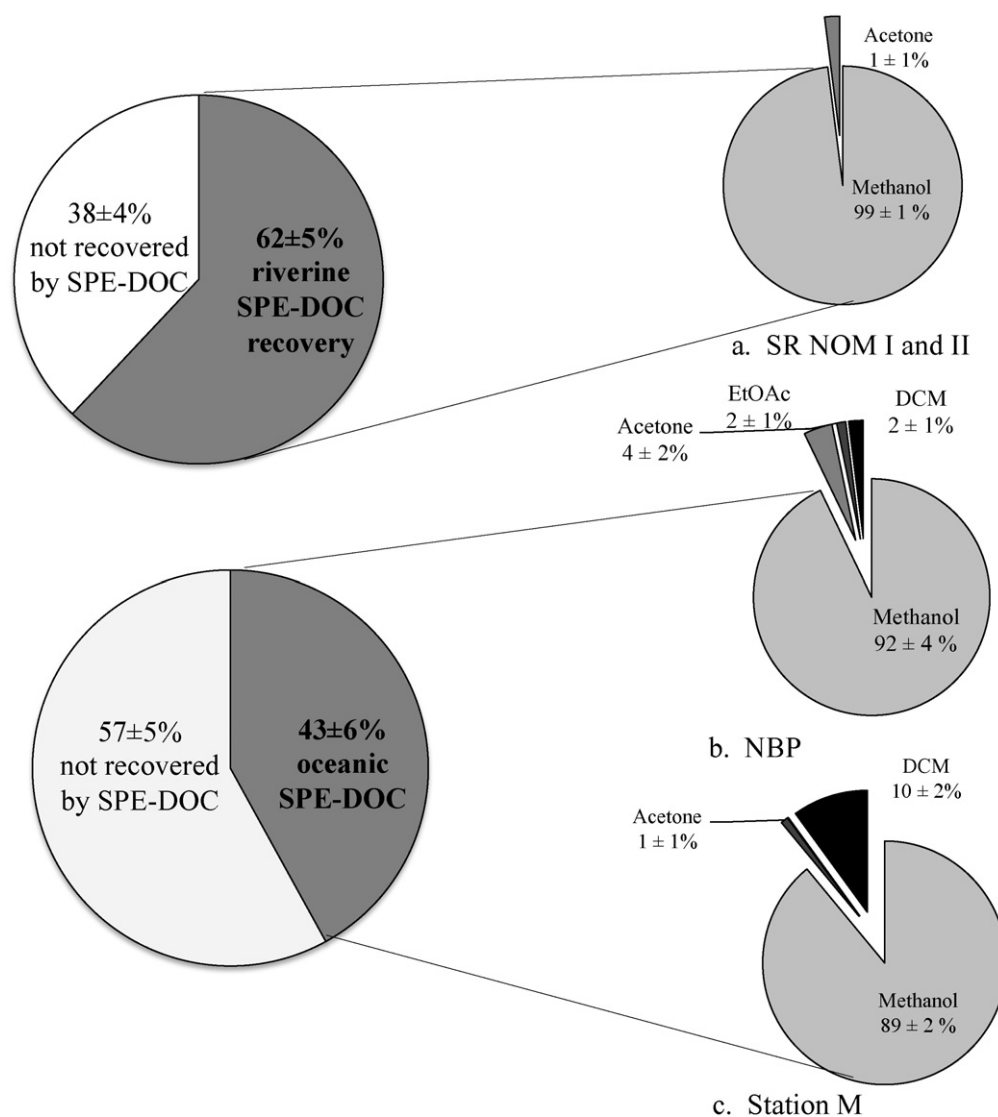 Acetone
1 ± 1%
Methanol
99 ± 1 %
38±4%
not recovered
by SPE-DOC
62±5%
riverine
SPE-DOC
recovery
a. SR NOM I and II
EtOAc
2 ± 1%
DCM
2 ± 1%
Acetone
4 ± 2%
Methanol
92 ± 4 %
b. NBP
57±5%
not recovered
by SPE-DOC
43±6%
oceanic
SPE-DOC
DCM
10 ± 2%
Acetone
1 ± 1%
Methanol
89 ± 2 %
c. Station M